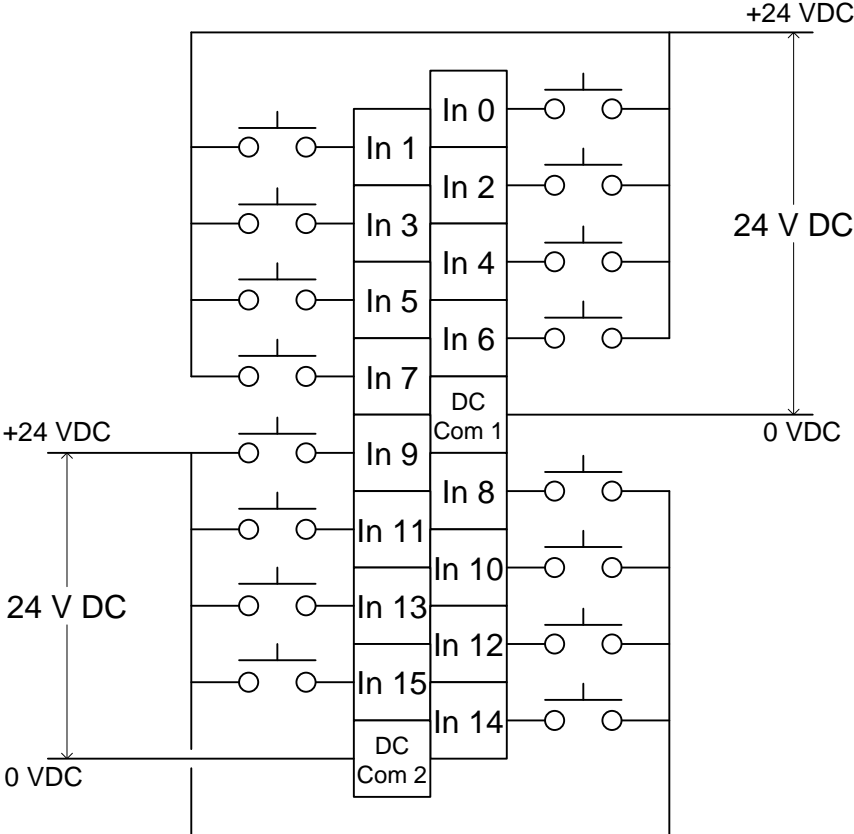 +24 VDC
In 0
In 1
In 2
In 3
24 V DC
In 4
In 5
In 6
In 7
DC
Com 1
+24 VDC
0 VDC
In 9
In 8
In 11
In 10
24 V DC
In 13
In 12
In 15
In 14
DC
Com 2
0 VDC